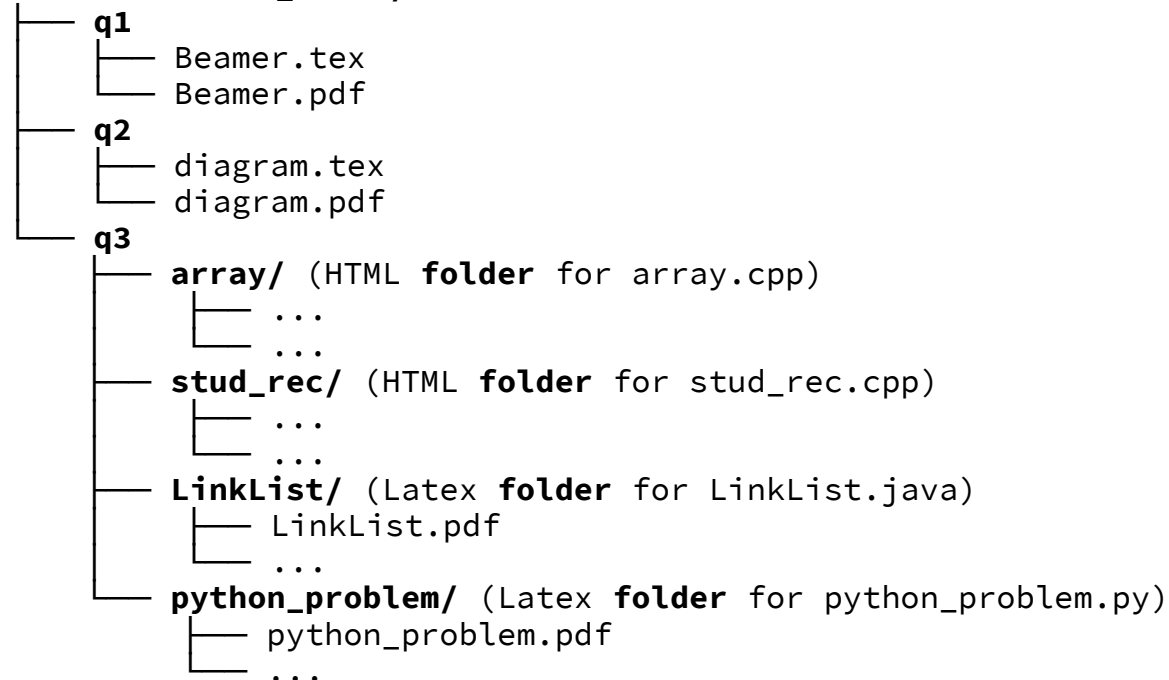 q1
Beamer.tex
Beamer.pdf
q2
diagram.tex
diagram.pdf
q3
array/ (HTML folder for array.cpp)
...
...
stud_rec/ (HTML folder for stud_rec.cpp)
...
...
LinkList/ (Latex folder for LinkList.java)
LinkList.pdf
...
python_problem/ (Latex folder for python_problem.py)
python_problem.pdf
...